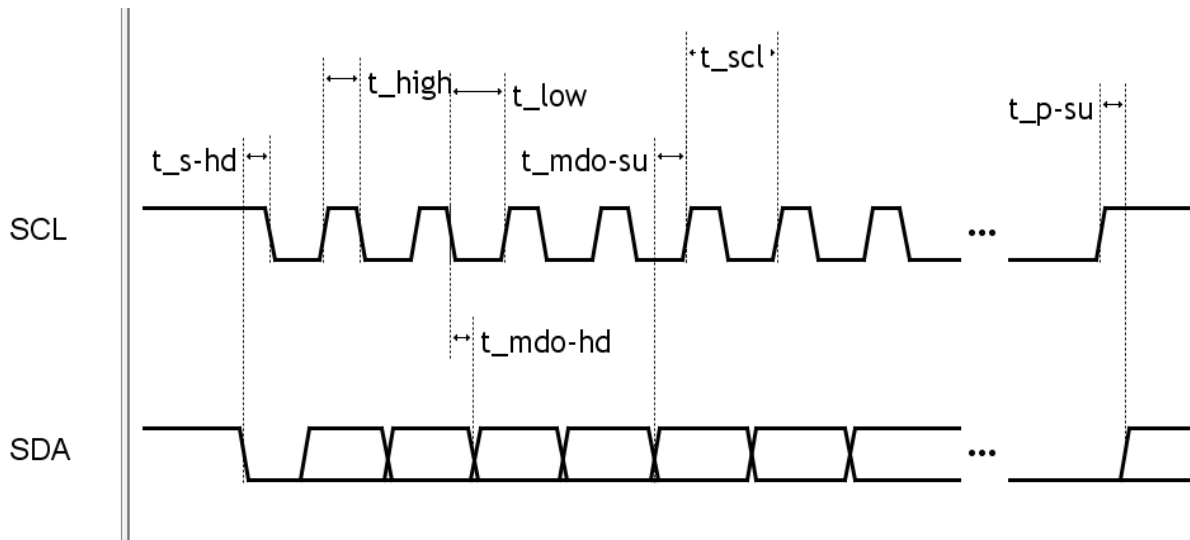 t_scl
t_high
t_low
t_p-su
t_s-hd
t_mdo-su
SCL
...
t_mdo-hd
SDA
...